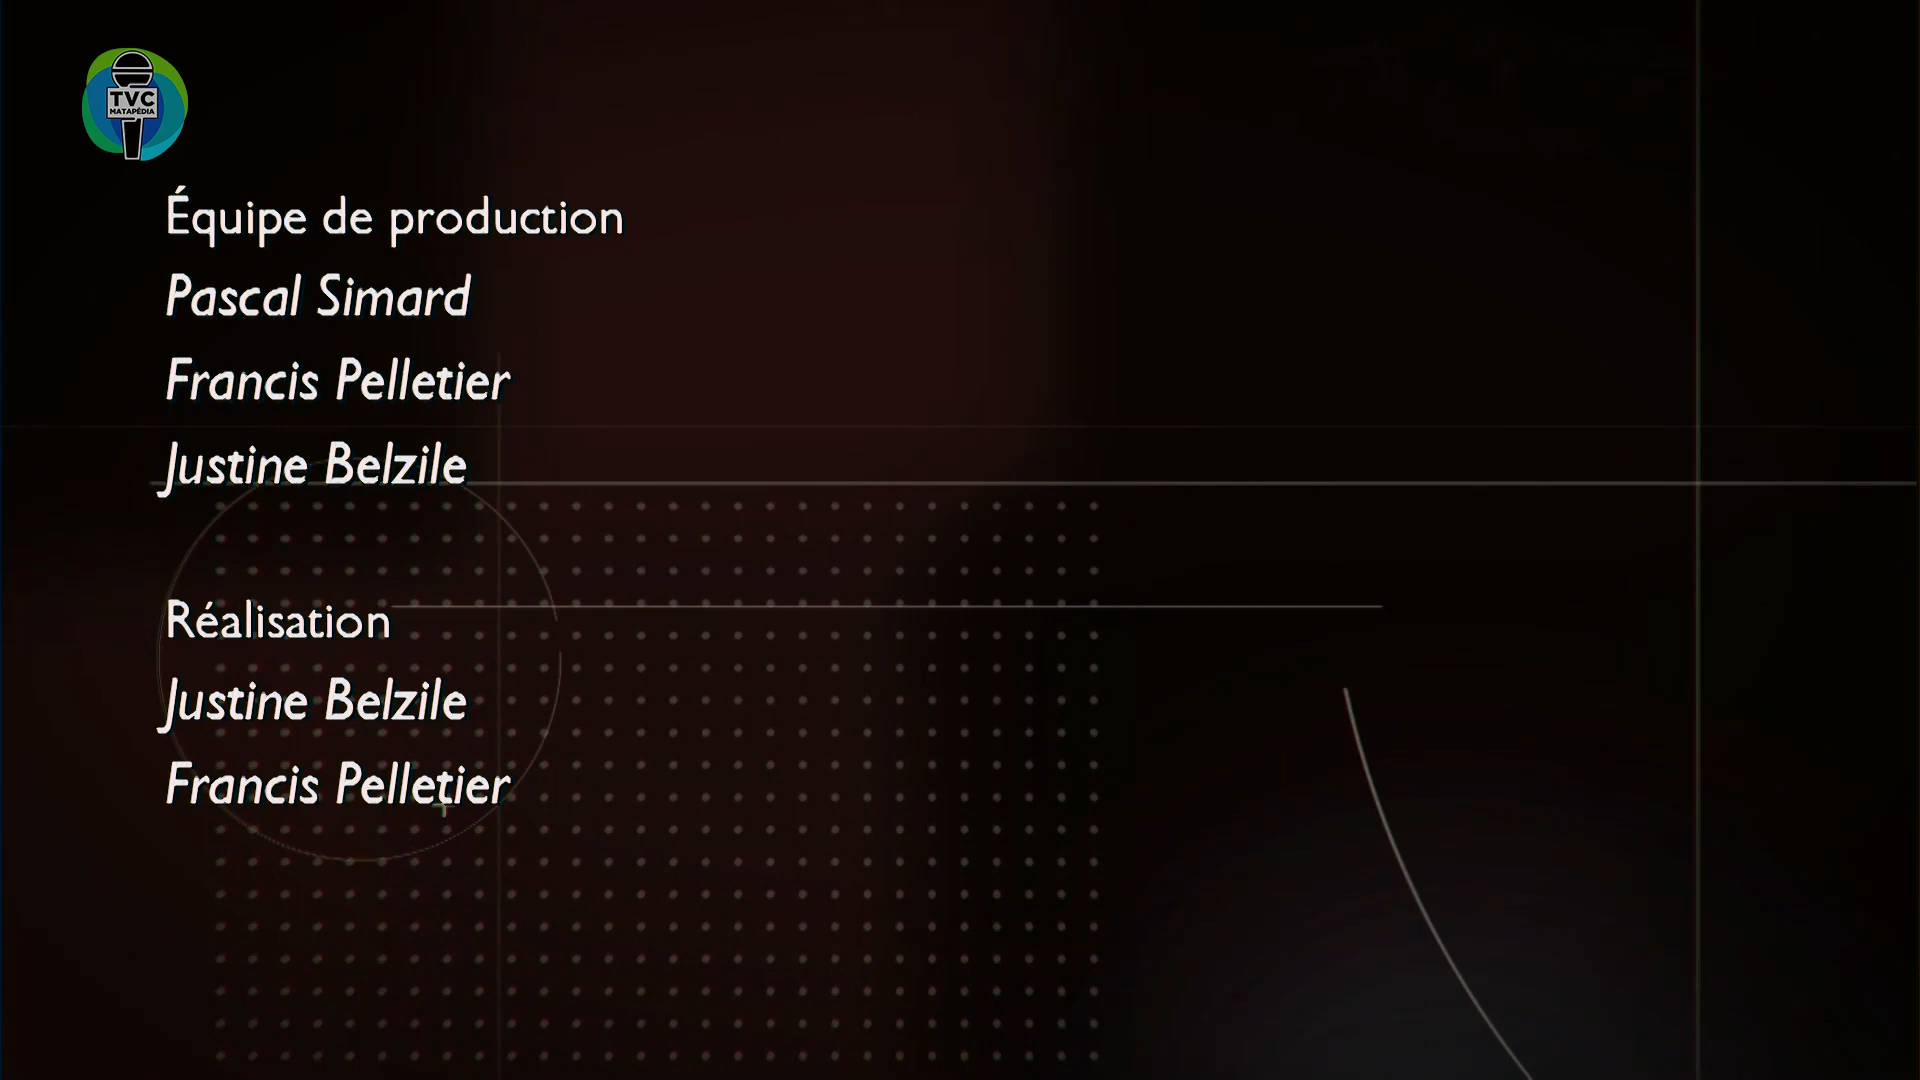 TVC
MATAPÉDIA
Équipe de production
Pascal Simard
Francis Pelletier
Justine Belzile
Réalisation
Justine Belzile
Francis Pelletier